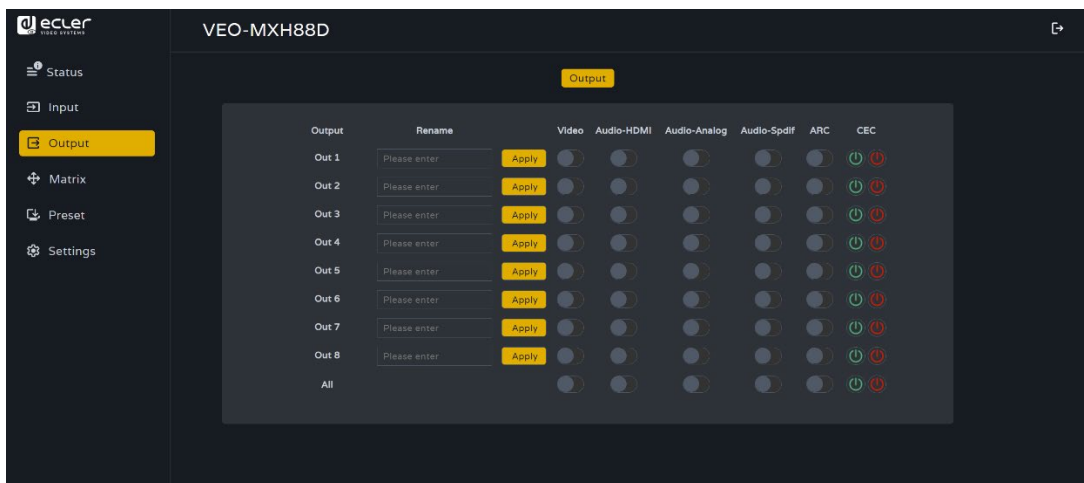 ecler
VIDEO SYSTEMS
VEO-MXH88D
Status
Input
Output
Matrix
Preset
Settings
Output
Output Rename Video Audio-HDMI Audio-Analog Audio-Spdif ARC CEC
Out 1 Please enter Apply
Out 2 Please enter Apply
Out 3 Please enter Apply
Out 4 Please enter Apply
Out 5 Please enter Apply
Out 6 Please enter Apply
Out 7 Please enter Apply
Out 8 Please enter Apply
All